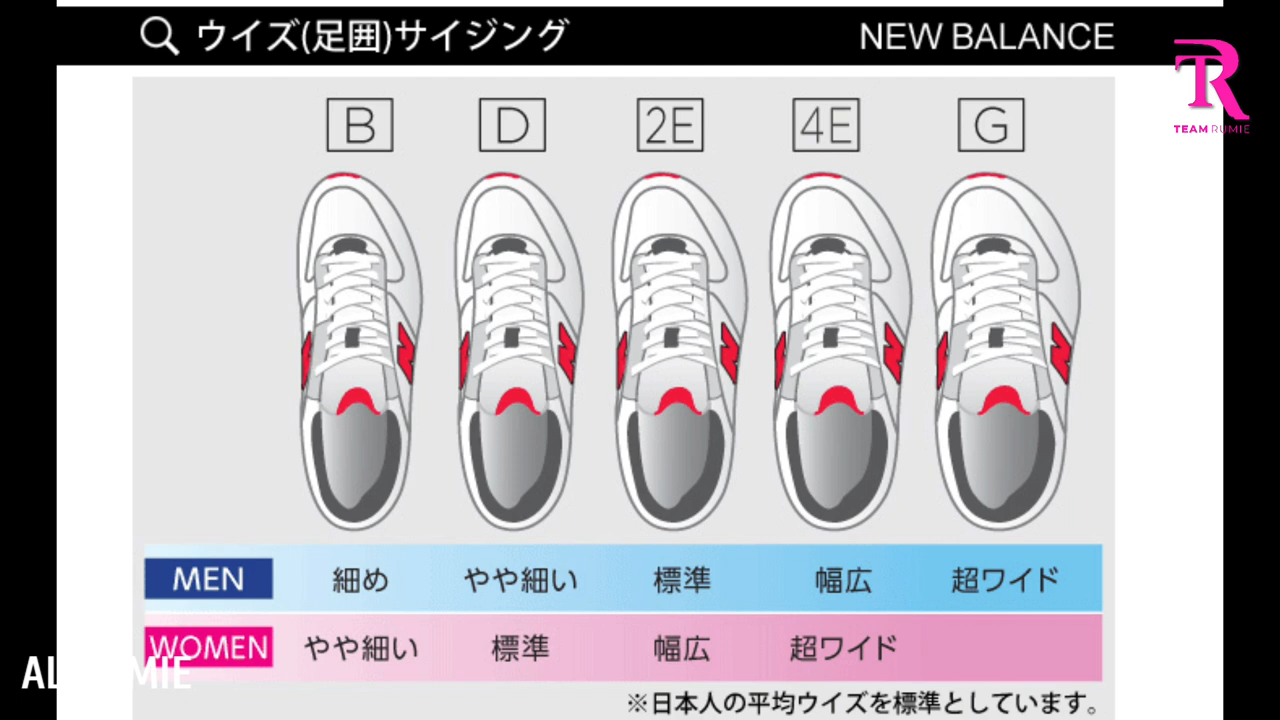 ウイズ(足囲)サイジング NEW BALANCE
TR
TEAM RUMIE
B D 2E 4E G
MEN 細め やや細い 標準 幅広 超ワイド
WOMEN やや細い 標準 幅広 超ワイド
※日本人の平均ウイズを標準としています。